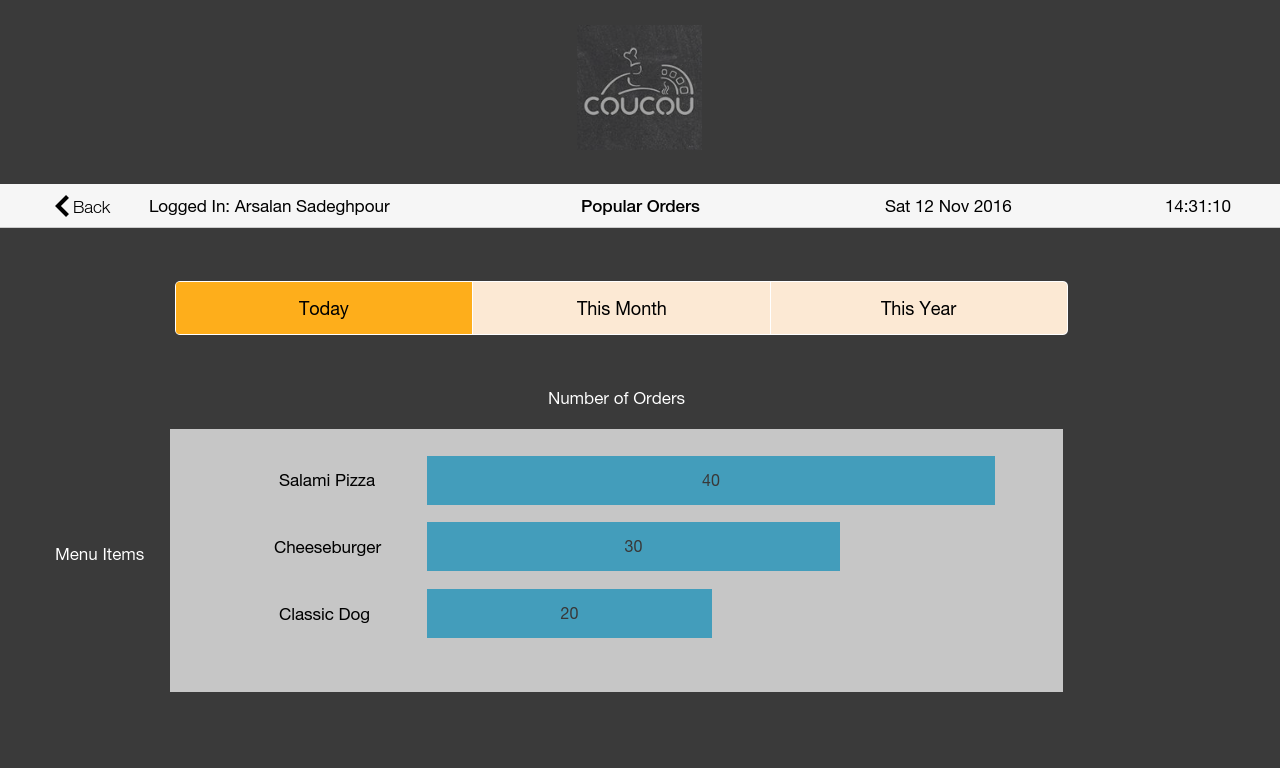 COUCOU
Back
Logged In: Arsalan Sadeghpour
Popular Orders
Sat 12 Nov 2016
14:31:10
Today
This Month
This Year
Number of Orders
Salami Pizza
40
Cheeseburger
30
Menu Items
Classic Dog
20